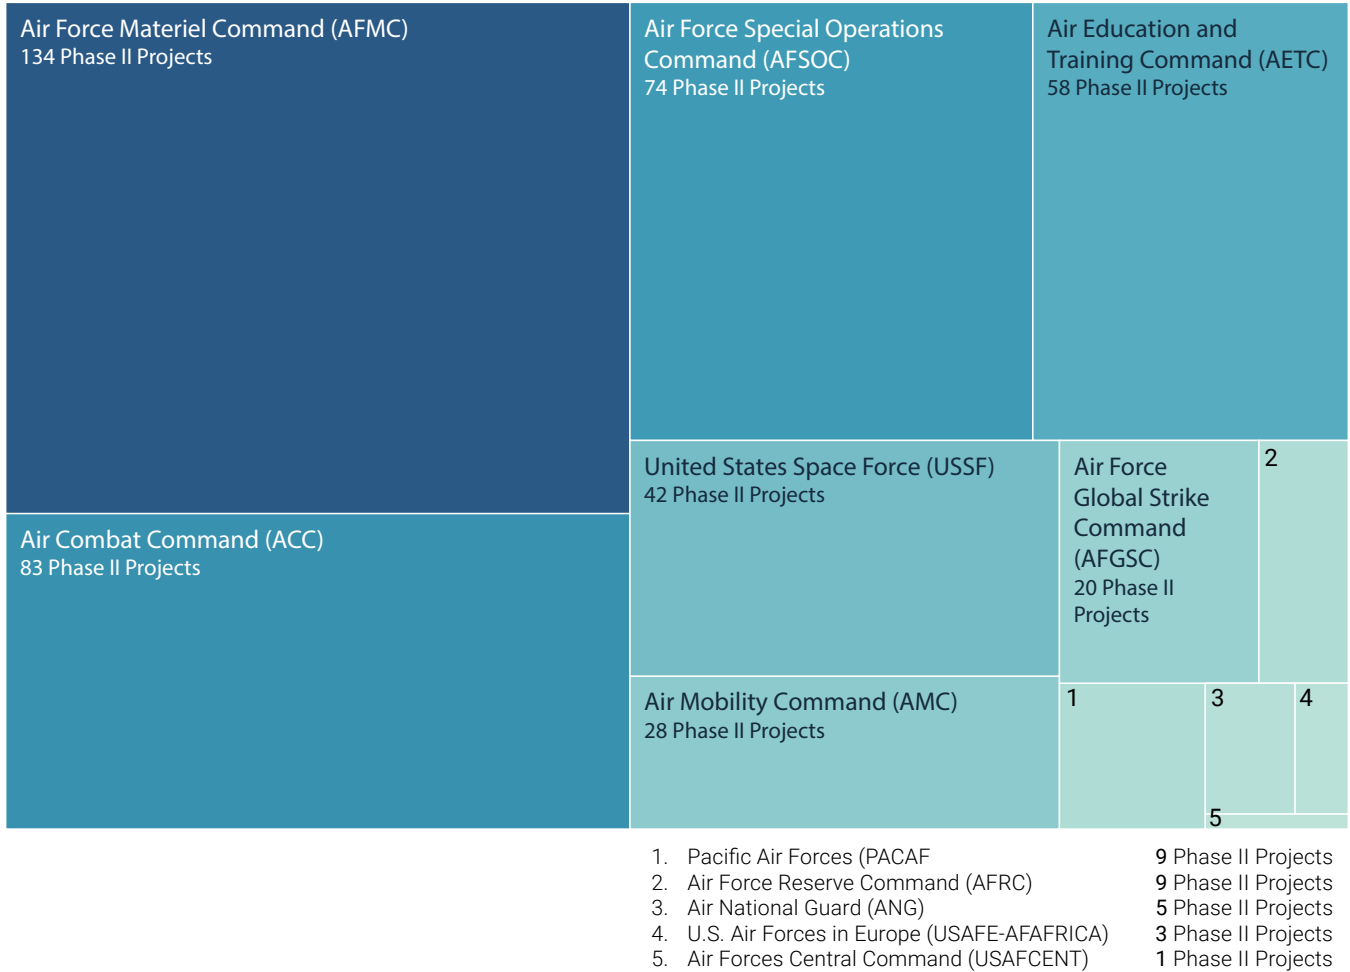 Air Force Materiel Command (AFMC)
134 Phase II Projects
Air Force Special Operations
Command (AFSOC)
74 Phase II Projects
Air Education and
Training Command (AETC)
58 Phase II Projects
Air Combat Command (ACC)
83 Phase II Projects
United States Space Force (USSF)
42 Phase II Projects
Air Force
Global Strike
Command
(AFGSC)
20 Phase II
Projects
2
Air Mobility Command (AMC)
28 Phase II Projects
1
3
4
5
1. Pacific Air Forces (PACAF 9 Phase II Projects
2. Air Force Reserve Command (AFRC) 9 Phase II Projects
3. Air National Guard (ANG) 5 Phase II Projects
4. U.S. Air Forces in Europe (USAFE-AFAFRICA) 3 Phase II Projects
5. Air Forces Central Command (USAFCENT) 1 Phase II Projects